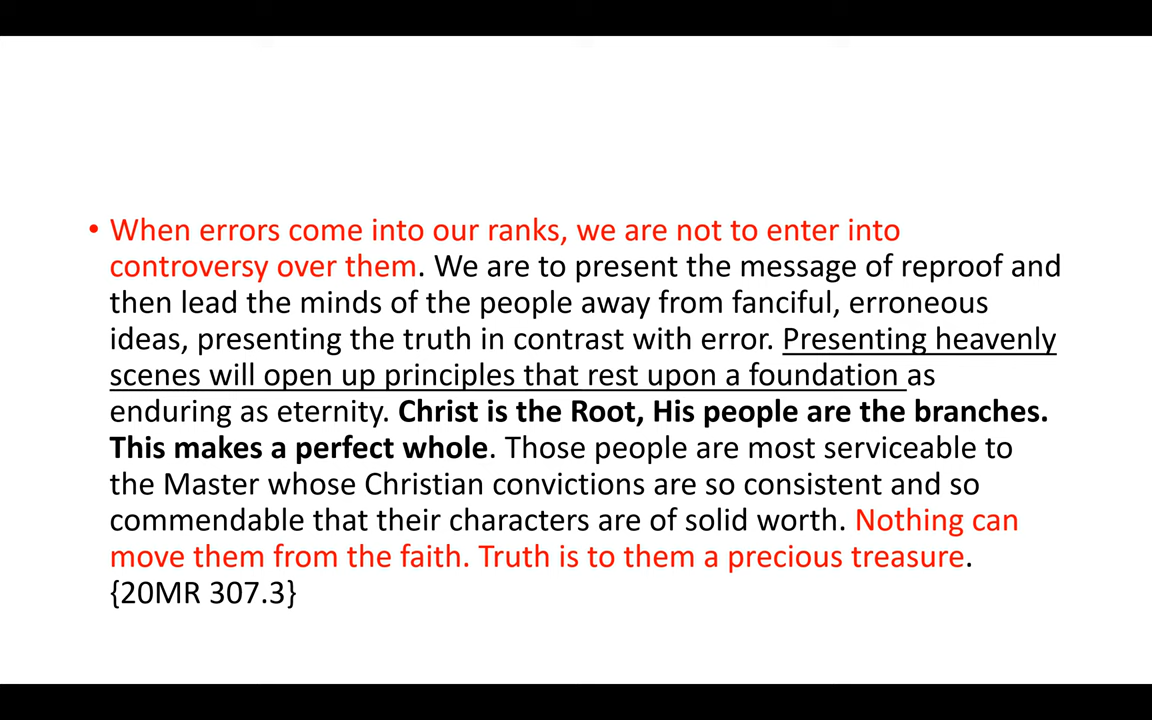 • When errors come into our ranks, we are not to enter into
controversy over them. We are to present the message of reproof and
then lead the minds of the people away from fanciful, erroneous
ideas, presenting the truth in contrast with error. Presenting heavenly
scenes will open up principles that rest upon a foundation as
enduring as eternity. Christ is the Root, His people are the branches.
This makes a perfect whole. Those people are most serviceable to
the Master whose Christian convictions are so consistent and so
commendable that their characters are of solid worth. Nothing can
move them from the faith. Truth is to them a precious treasure.
{20MR 307.3}